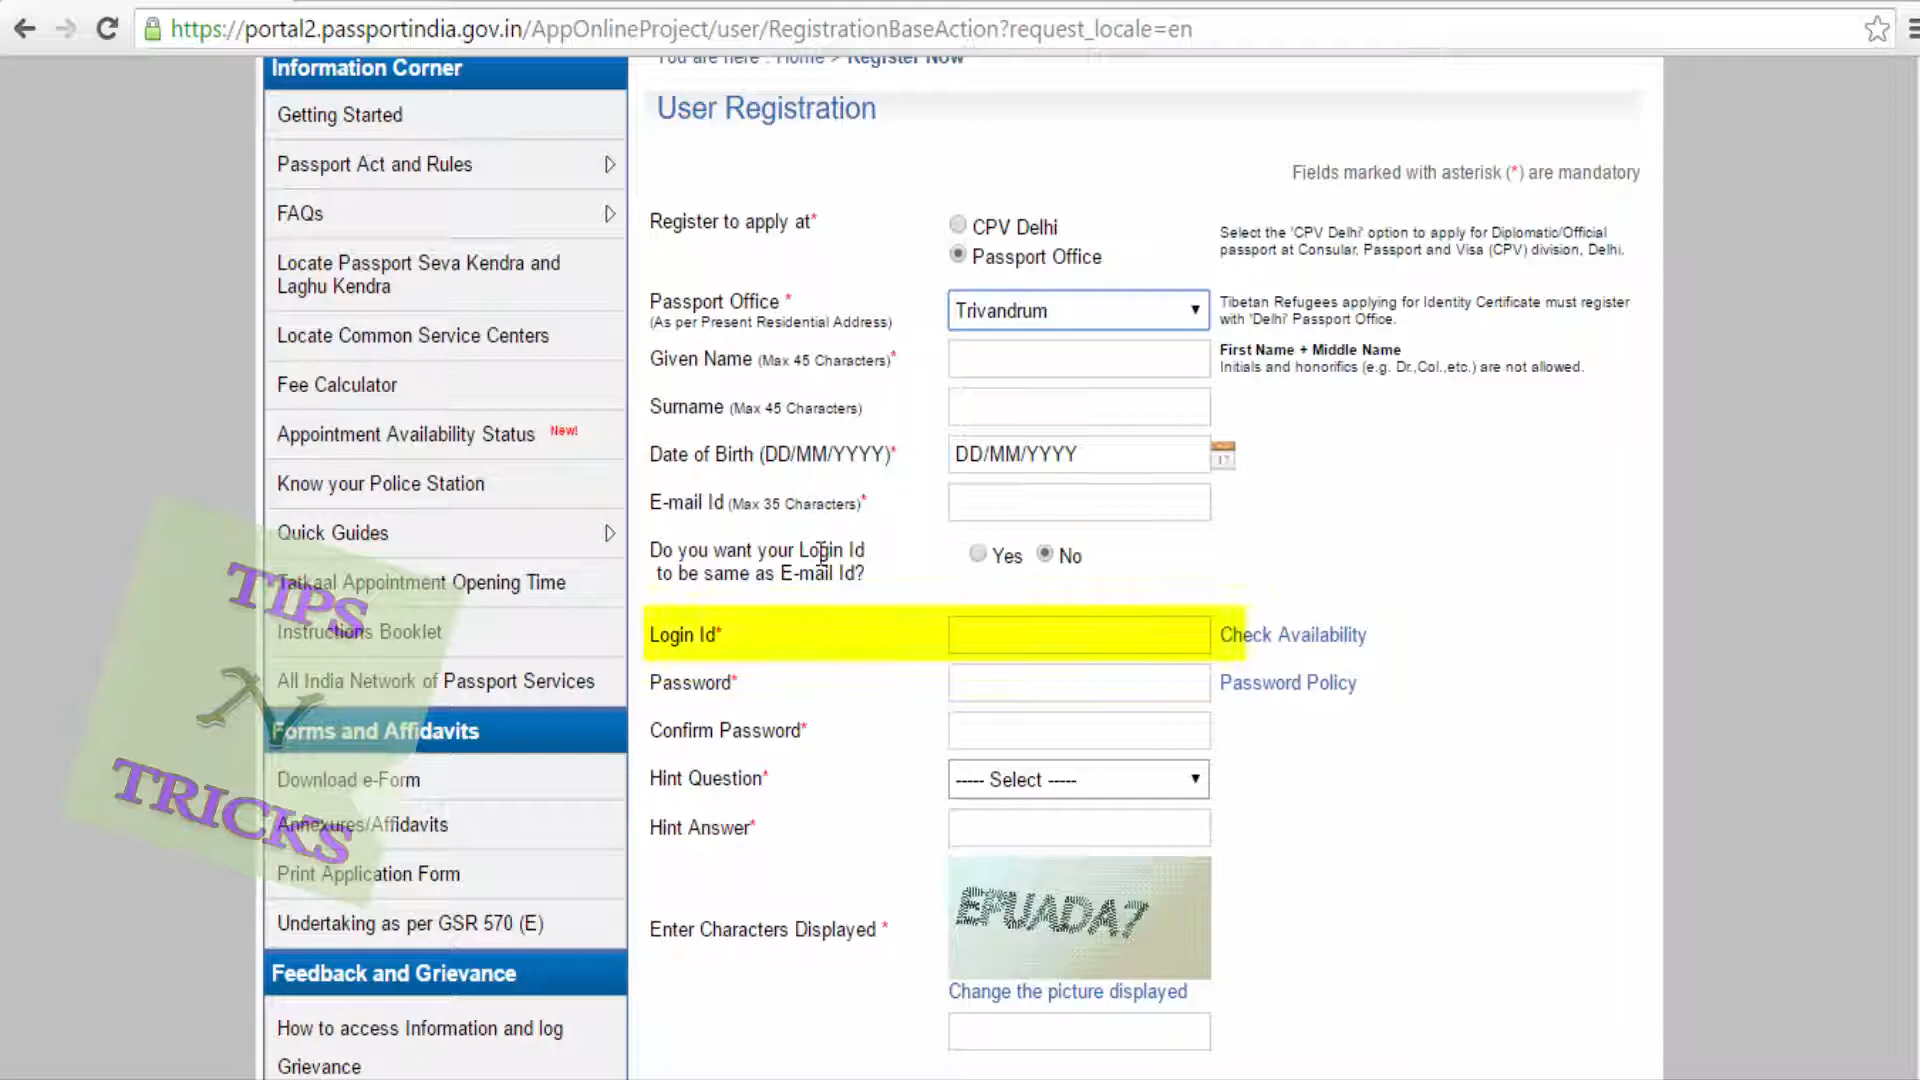 https://portal2.passportindia.gov.in/AppOnlineProject/user/RegistrationBaseAction?request_locale=en
Information Corner
Getting Started
Passport Act and Rules
FAQs
Locate Passport Seva Kendra and
Laghu Kendra
Locate Common Service Centers
Fee Calculator
Appointment Availability Status New!
Know your Police Station
Quick Guides
Tatkaal Appointment Opening Time
Instructions Booklet
All India Network of Passport Services
Forms and Affidavits
Download e-Form
Annexures/Affidavits
Print Application Form
Undertaking as per GSR 570 (E)
Feedback and Grievance
How to access Information and log
Grievance
TIPS
N
TRICKS
You are here : Home > Register Now
User Registration
Fields marked with asterisk (*) are mandatory
Register to apply at*
CPV Delhi
Passport Office
Select the 'CPV Delhi' option to apply for Diplomatic/Official
passport at Consular, Passport and Visa (CPV) division, Delhi.
Passport Office *
(As per Present Residential Address)
Trivandrum
Tibetan Refugees applying for Identity Certificate must register
with 'Delhi' Passport Office.
Given Name (Max 45 Characters)*
First Name + Middle Name
Initials and honorifics (e.g. Dr.,Col.,etc.) are not allowed.
Surname (Max 45 Characters)
Date of Birth (DD/MM/YYYY)* DD/MM/YYYY
17
E-mail Id (Max 35 Characters)*
Do you want your Login Id
to be same as E-mail Id?
Yes No
Login Id* Check Availability
Password* Password Policy
Confirm Password*
Hint Question* ----- Select -----
Hint Answer*
EPUADA7
Enter Characters Displayed *
Change the picture displayed